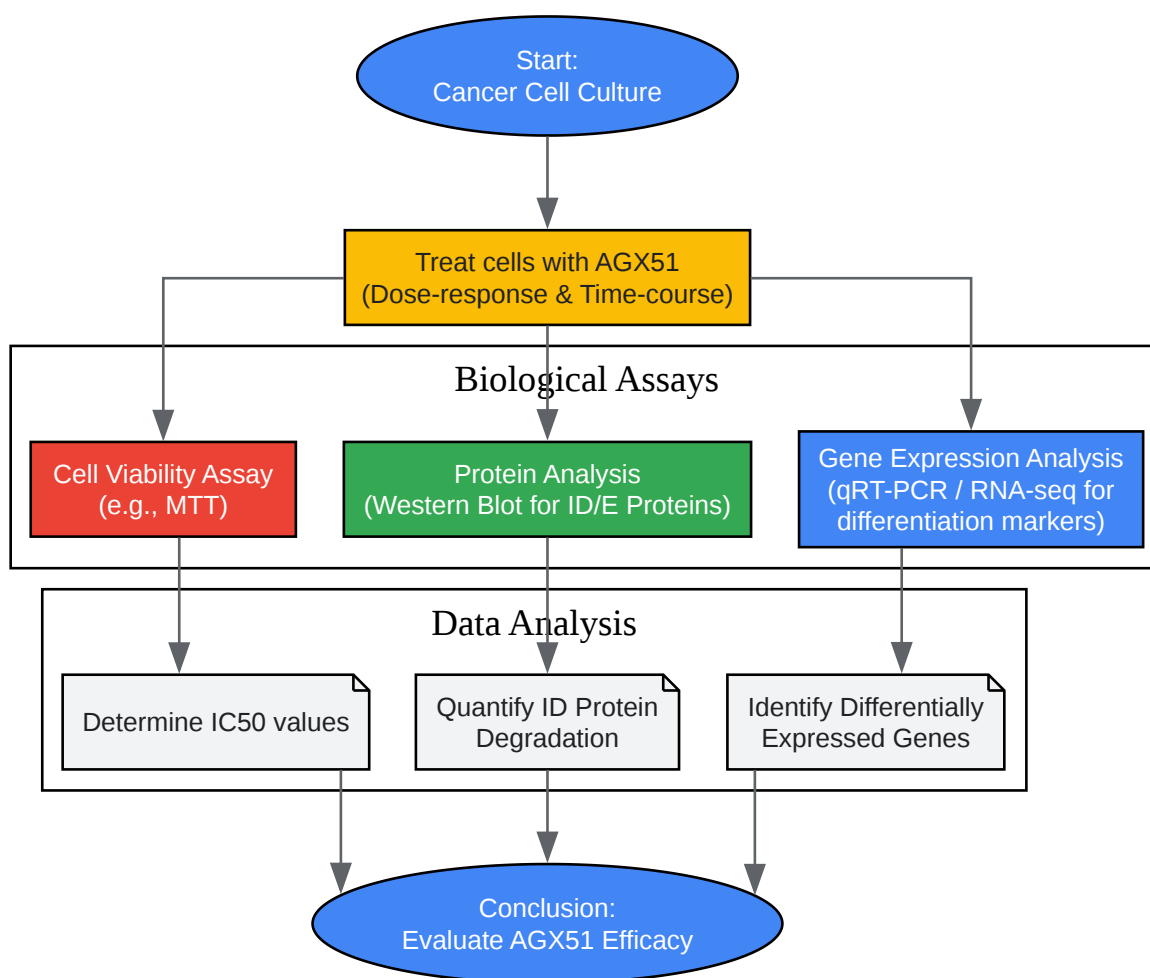 Start:
Cancer Cell Culture
Treat cells with AGX51
(Dose-response & Time-course)
Biological Assays
Cell Viability Assay
(e.g., MTT)
Protein Analysis
(Western Blot for ID/E Proteins)
Gene Expression Analysis
(qRT-PCR / RNA-seq for
differentiation markers)
Data Analysis
Determine IC50 values
Quantify ID Protein
Degradation
Identify Differentially
Expressed Genes
Conclusion:
Evaluate AGX51 Efficacy